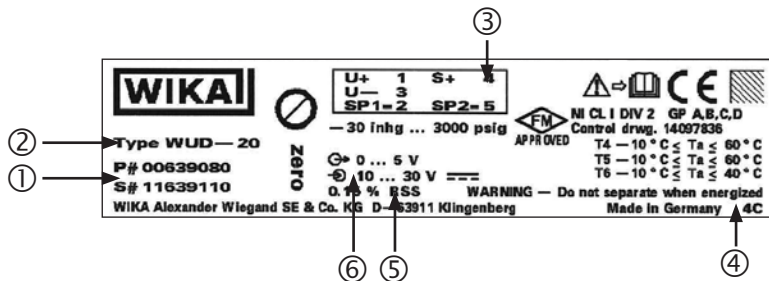 ③
WIKA
U+ 1 S+ 4
U— 3
SP1=2 SP2=5
CE
② Type WUD—20
—30 inhg ... 3000 psig
FM
APPROVED
NI CL I DIV 2 GP A,B,C,D
Control drwg. 14097836
T4—10 °C ≤ Ta ≤ 60 °C
T5—10 °C ≤ Ta ≤ 60 °C
T6—10 °C ≤ Ta ≤ 40 °C
zero
① P# 00639080
S# 11639110
0 ... 5 V
10 ... 30 V
% RSS
WARNING — Do not separate when energized
WIKA Alexander Wiegand SE & Co. KG D—63911 Klingenberg
Made in Germany 4C
⑥ ⑤ ④